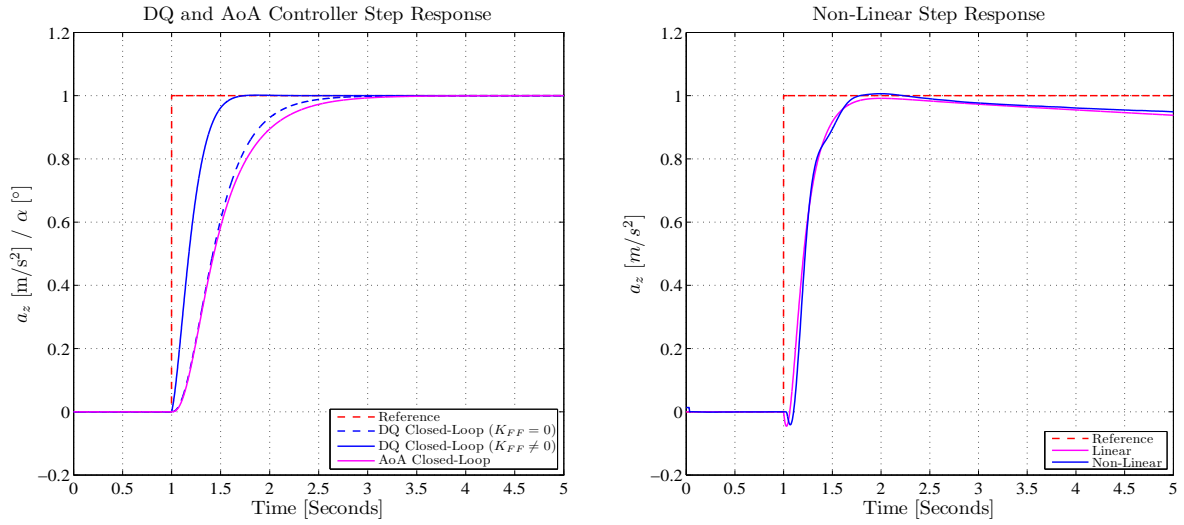 DQ and AoA Controller Step Response
1.2
1
0.8
0.6
0.4
0.2
0
−0.2
a_z [m/s²] / α [°]
0 0.5 1 1.5 2 2.5 3 3.5 4 4.5 5
Time [Seconds]
Reference
DQ Closed-Loop (K_FF = 0)
DQ Closed-Loop (K_FF ≠ 0)
AoA Closed-Loop
Non-Linear Step Response
1.2
1
0.8
0.6
0.4
0.2
0
−0.2
a_z [m/s²]
0 0.5 1 1.5 2 2.5 3 3.5 4 4.5 5
Time [Seconds]
Reference
Linear
Non-Linear